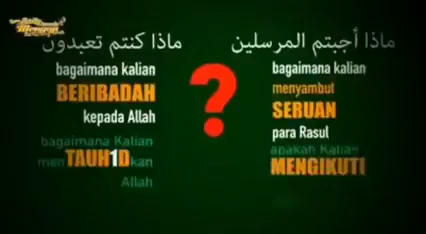 ماذا أجبتم المرسلين
ماذا كنتم تعبدون
bagaimana kalian
BERIBADAH
kepada Allah
bagaimana Kalian
menTAUH1Dkan
Allah
?
bagaimana kalian
menyambul
SERUAN
para Rasul
apakah Kalian
MENGIKUTI